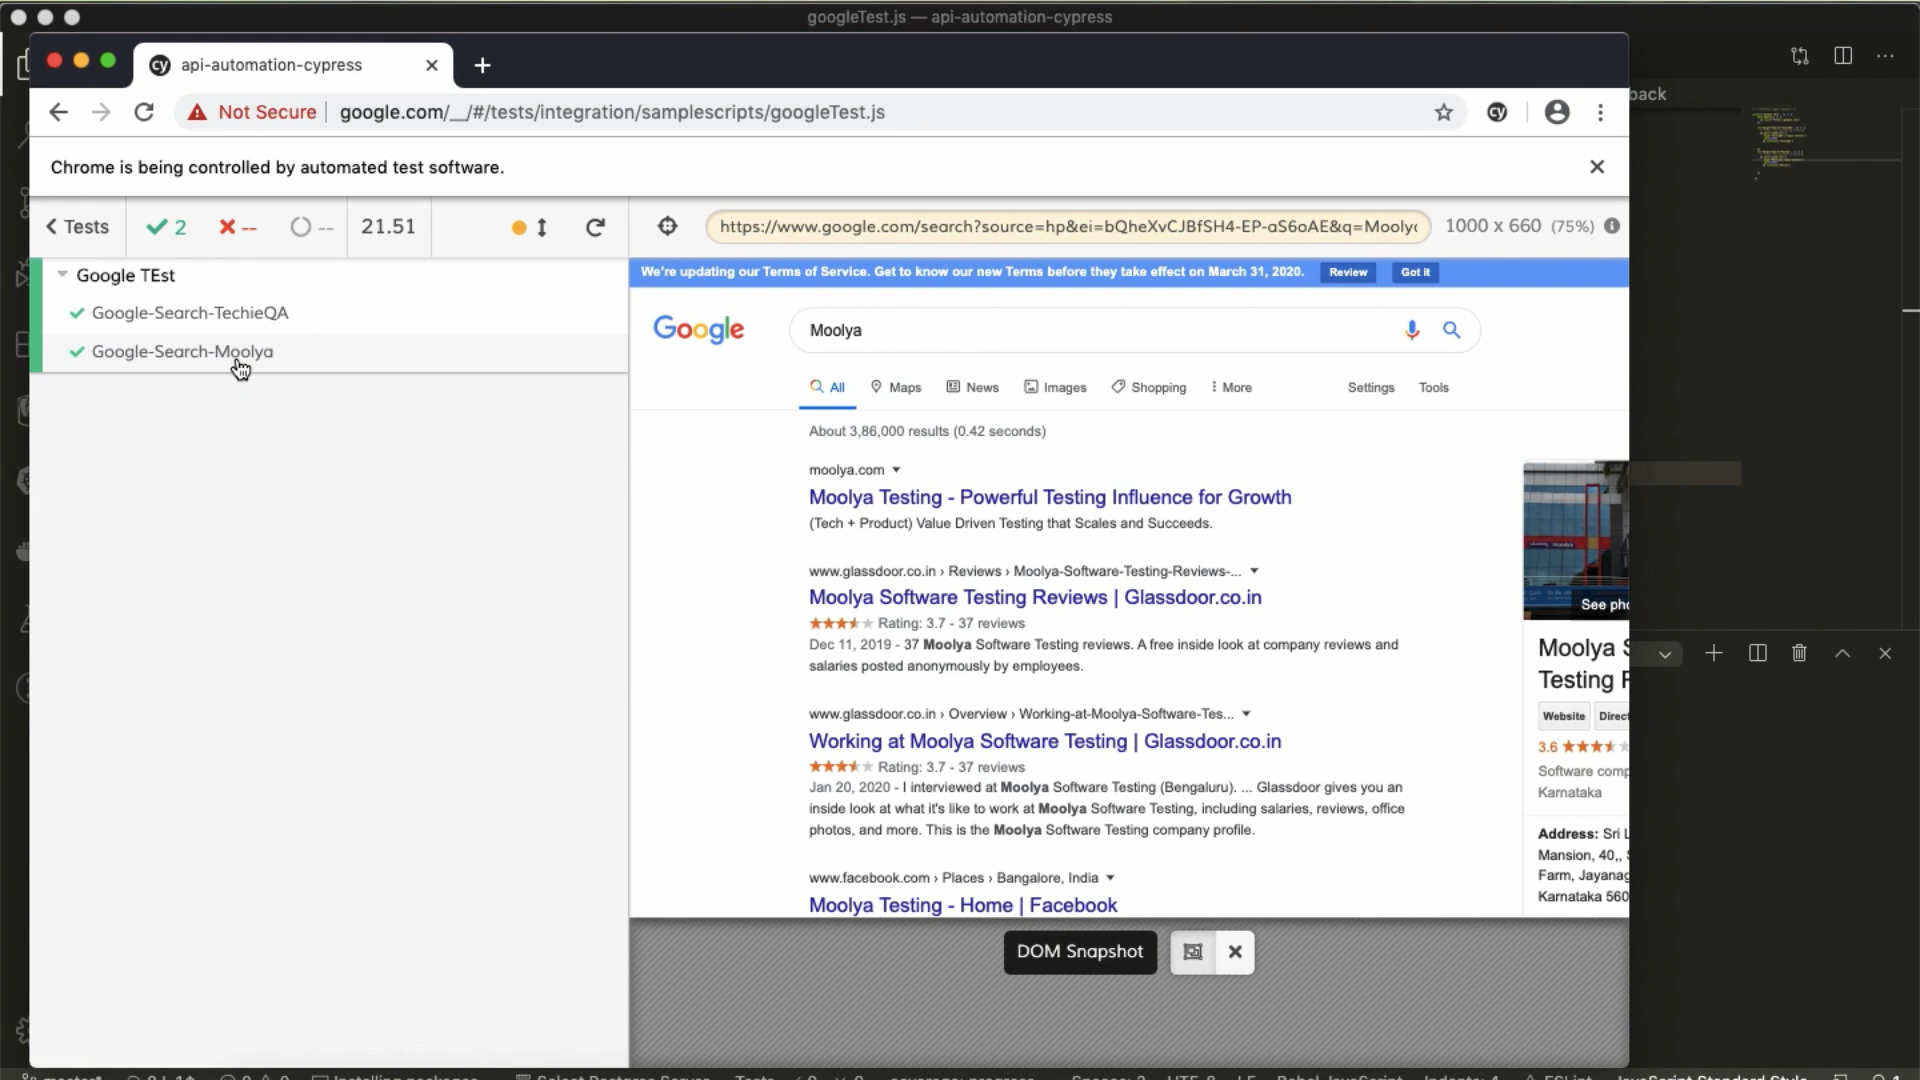 googleTest.js — api-automation-cypress
cy api-automation-cypress
Not Secure google.com/__/#/tests/integration/samplescripts/googleTest.js cy
back
Chrome is being controlled by automated test software.
Tests 2 -- -- 21.51
https://www.google.com/search?source=hp&ei=bQheXvCJBfSH4-EP-aS6oAE&q=Moolyc 1000 x 660 (75%)
Google TEst
Google-Search-TechieQA
Google-Search-Moolya
We're updating our Terms of Service. Get to know our new Terms before they take effect on March 31, 2020. Review Got it
Google Moolya
All Maps News Images Shopping More Settings Tools
About 3,86,000 results (0.42 seconds)
moolya.com
Moolya Testing - Powerful Testing Influence for Growth
(Tech + Product) Value Driven Testing that Scales and Succeeds.
www.glassdoor.co.in › Reviews › Moolya-Software-Testing-Reviews-...
Moolya Software Testing Reviews | Glassdoor.co.in
Rating: 3.7 - 37 reviews
Dec 11, 2019 - 37 Moolya Software Testing reviews. A free inside look at company reviews and
salaries posted anonymously by employees.
www.glassdoor.co.in › Overview › Working-at-Moolya-Software-Tes...
Working at Moolya Software Testing | Glassdoor.co.in
Rating: 3.7 - 37 reviews
Jan 20, 2020 - I interviewed at Moolya Software Testing (Bengaluru). ... Glassdoor gives you an
inside look at what it's like to work at Moolya Software Testing, including salaries, reviews, office
photos, and more. This is the Moolya Software Testing company profile.
www.facebook.com › Places › Bangalore, India
Moolya Testing - Home | Facebook
See pho
Moolya S
Testing F
Website Direct
3.6
Software comp
Karnataka
Address: Sri L
Mansion, 40,, S
Farm, Jayanag
Karnataka 560
DOM Snapshot